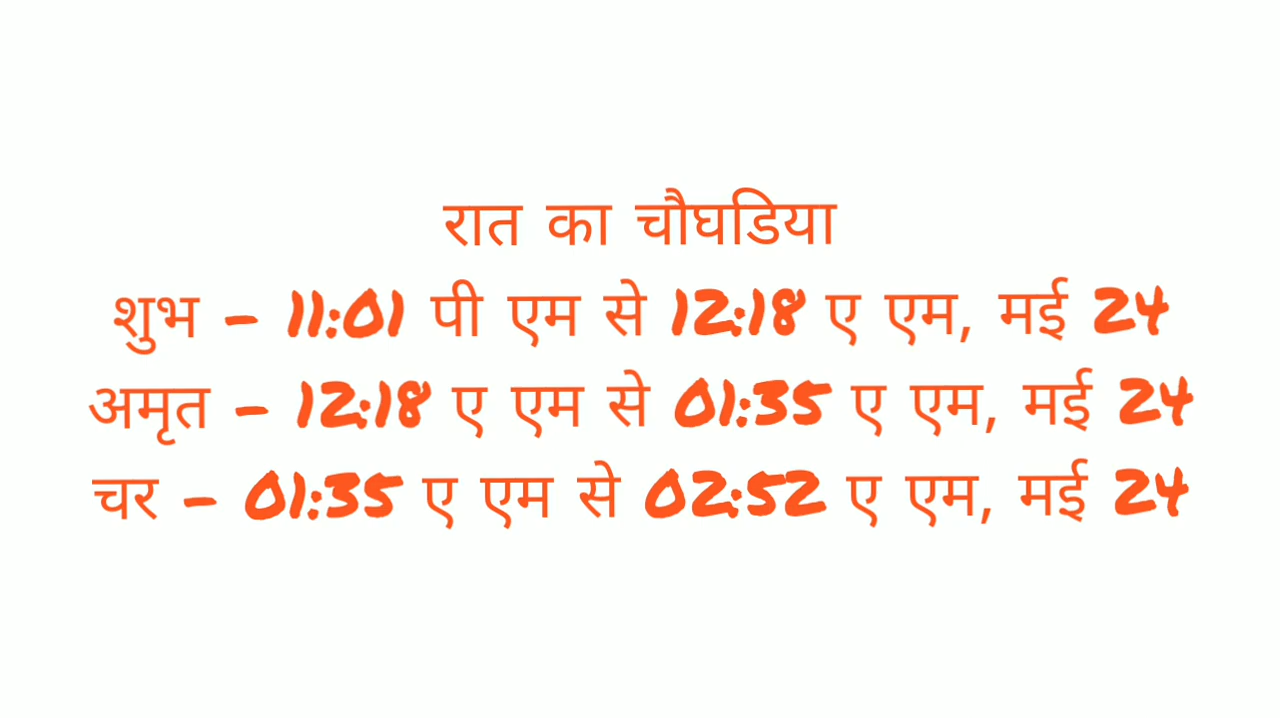 रात का चौघडिया
शुभ – 11:01 पी एम से 12:18 ए एम, मई 24
अमृत – 12:18 ए एम से 01:35 ए एम, मई 24
चर – 01:35 ए एम से 02:52 ए एम, मई 24